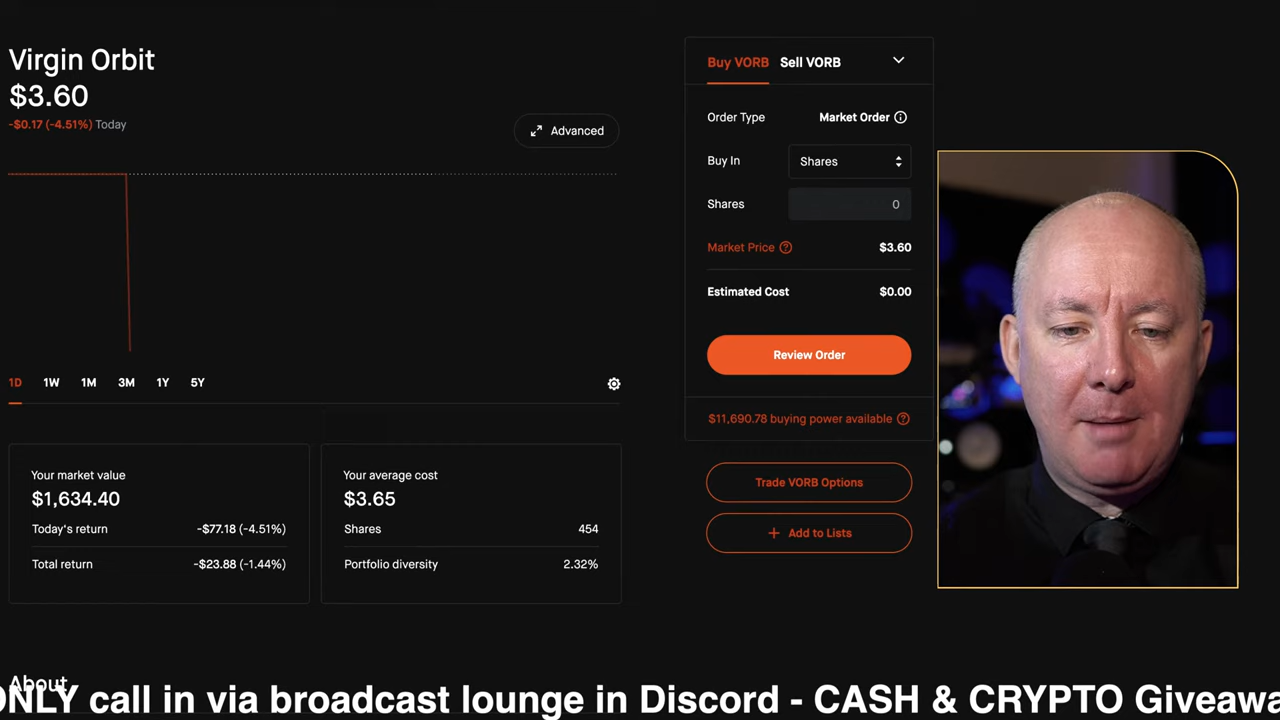 Virgin Orbit
$3.60
-$0.17 (-4.51%) Today
Advanced
1D 1W 1M 3M 1Y 5Y
Your market value
$1,634.40
Today's return -$77.18 (-4.51%)
Total return -$23.88 (-1.44%)
Your average cost
$3.65
Shares 454
Portfolio diversity 2.32%
Buy VORB Sell VORB
Order Type Market Order
Buy In Shares
Shares 0
Market Price $3.60
Estimated Cost $0.00
Review Order
$11,690.78 buying power available
Trade VORB Options
+ Add to Lists
About
ONLY call in via broadcast lounge in Discord - CASH & CRYPTO Giveawa